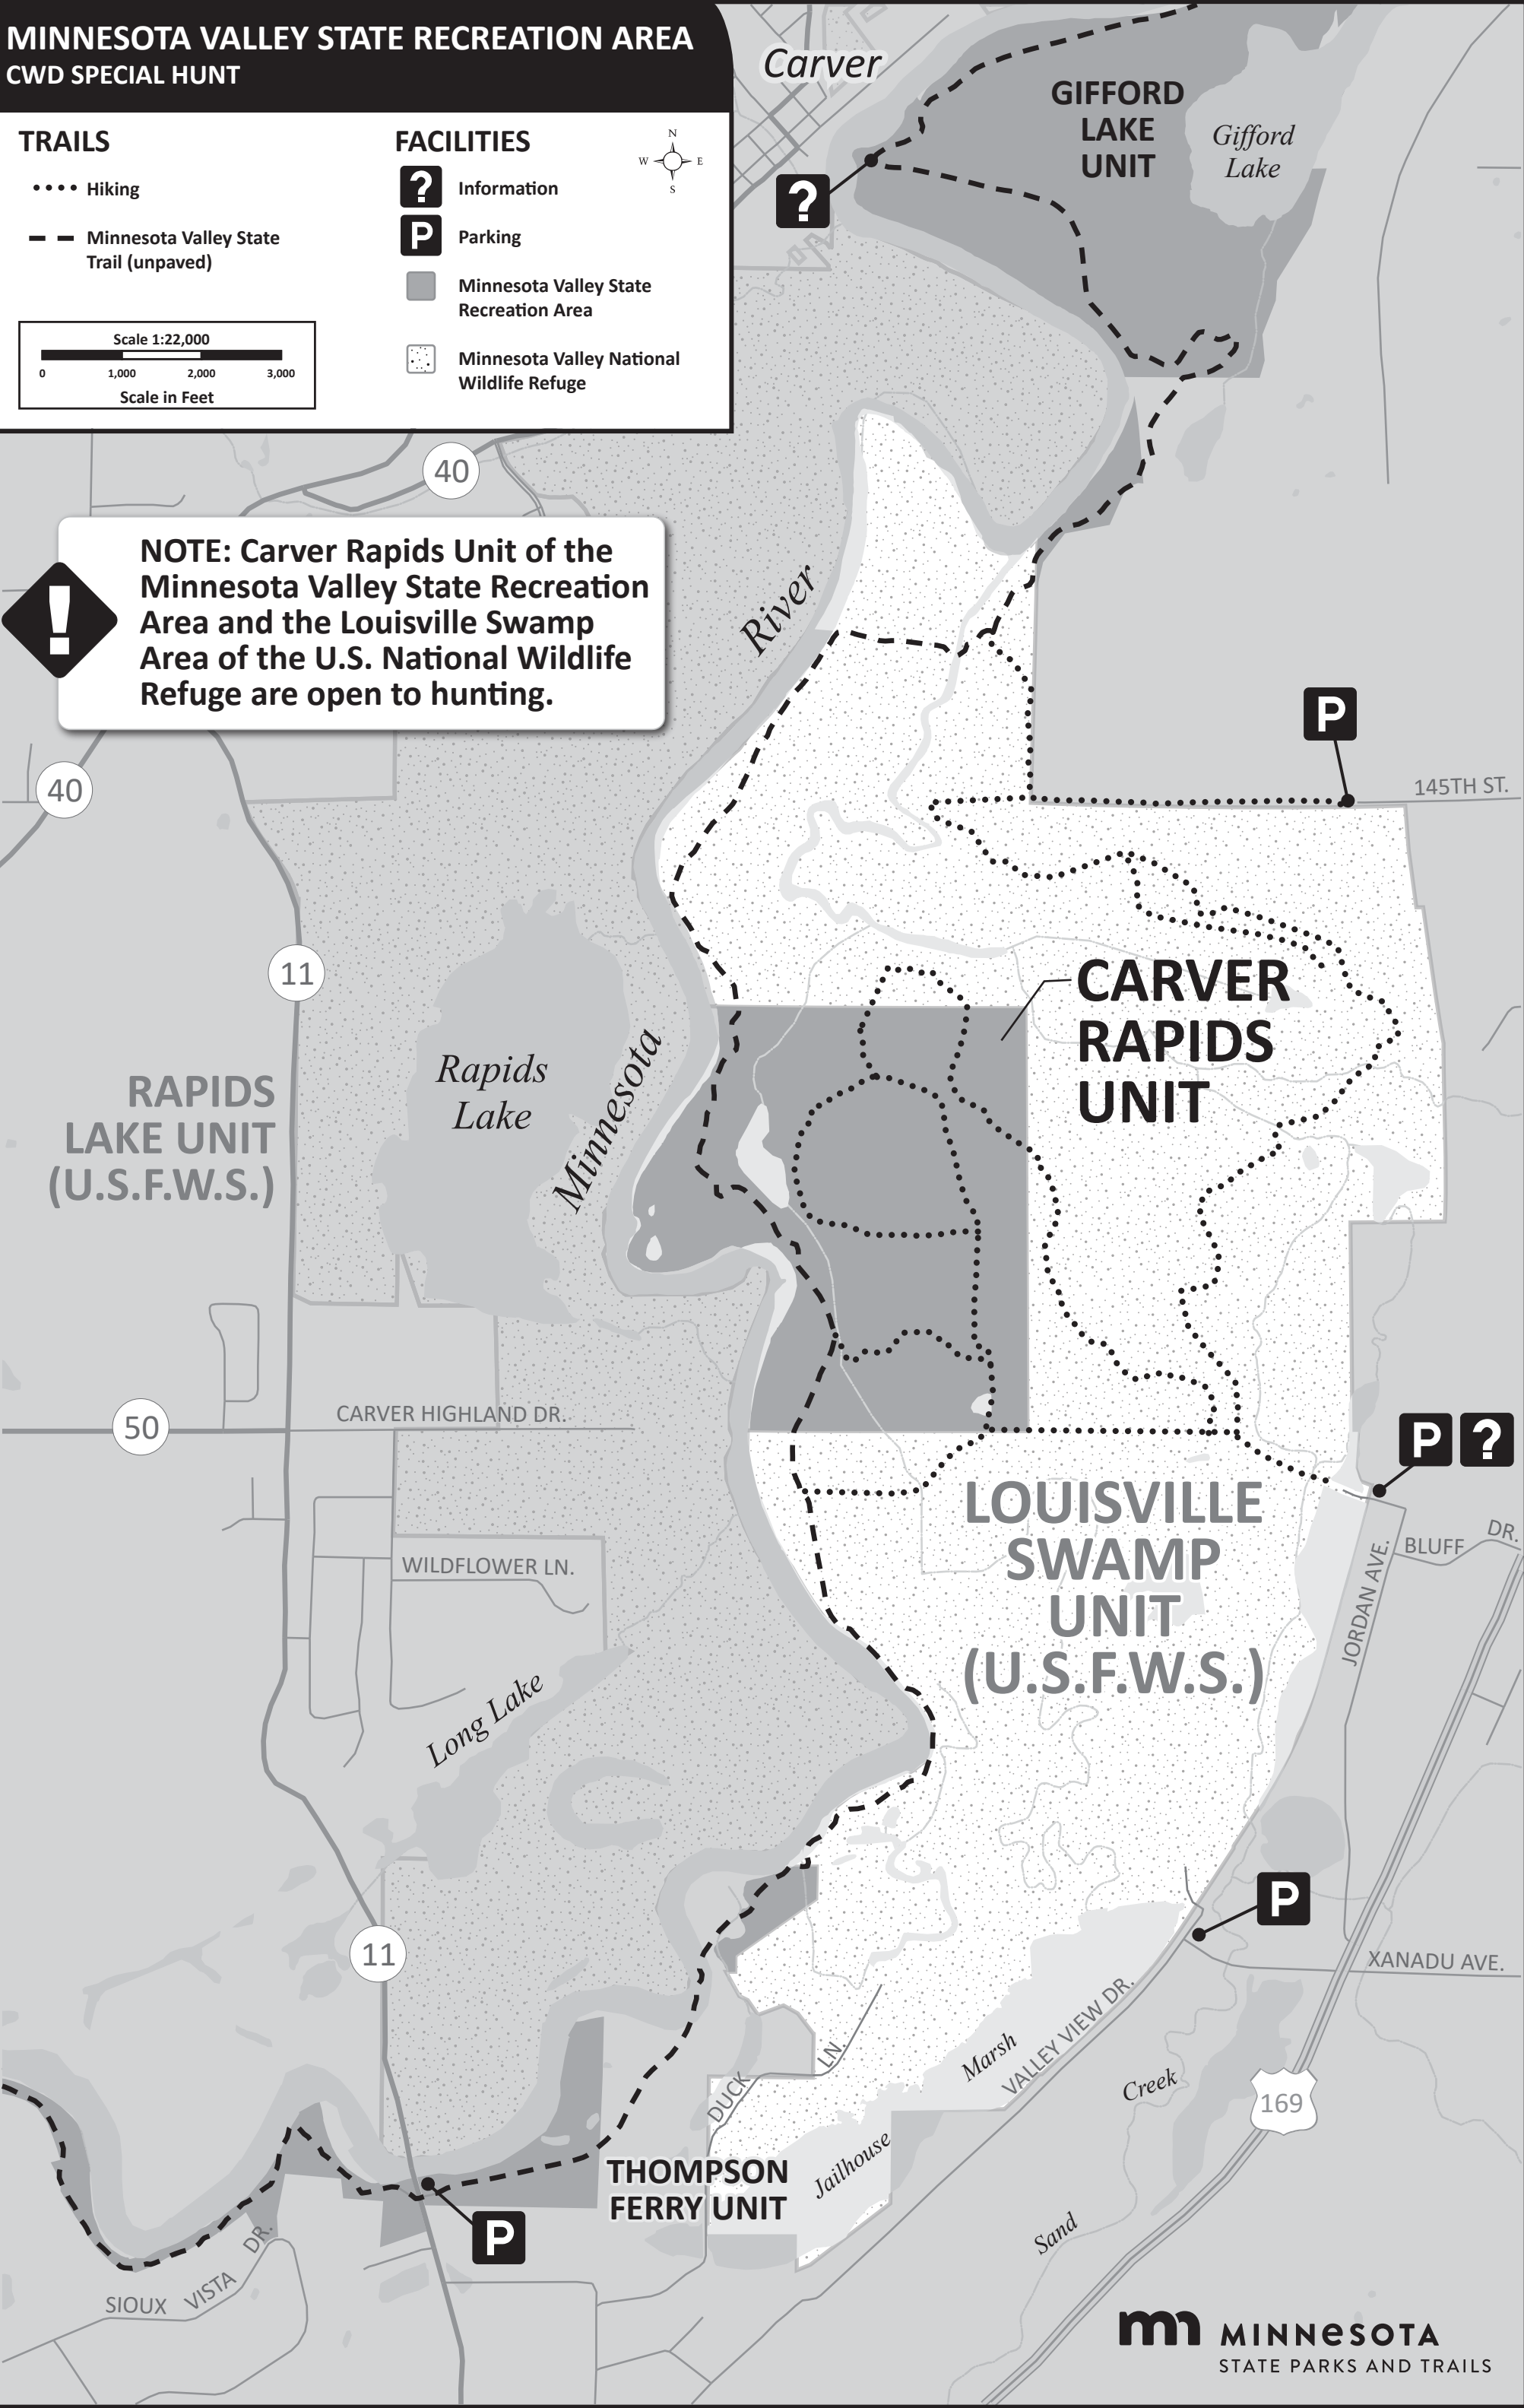 MINNESOTA VALLEY STATE RECREATION AREA
CWD SPECIAL HUNT
TRAILS
Hiking
Minnesota Valley State
Trail (unpaved)
Scale 1:22,000
0 1,000 2,000 3,000
Scale in Feet
FACILITIES
N
W E
S
? Information
P Parking
Minnesota Valley State
Recreation Area
Minnesota Valley National
Wildlife Refuge
Carver
GIFFORD
LAKE
UNIT
Gifford
Lake
?
40
! NOTE: Carver Rapids Unit of the
Minnesota Valley State Recreation
Area and the Louisville Swamp
Area of the U.S. National Wildlife
Refuge are open to hunting.
River
P
40
145TH ST.
11
CARVER
RAPIDS
UNIT
Rapids
Lake
Minnesota
RAPIDS
LAKE UNIT
(U.S.F.W.S.)
50
CARVER HIGHLAND DR.
P ?
LOUISVILLE
SWAMP
UNIT
(U.S.F.W.S.)
BLUFF DR.
JORDAN AVE.
WILDFLOWER LN.
Long Lake
P
11
XANADU AVE.
Marsh
VALLEY VIEW DR.
LN.
DUCK
Creek
169
Jailhouse
THOMPSON
FERRY UNIT
P
Sand
DR.
VISTA
SIOUX
mn MINNeSOTA
STATE PARKS AND TRAILS